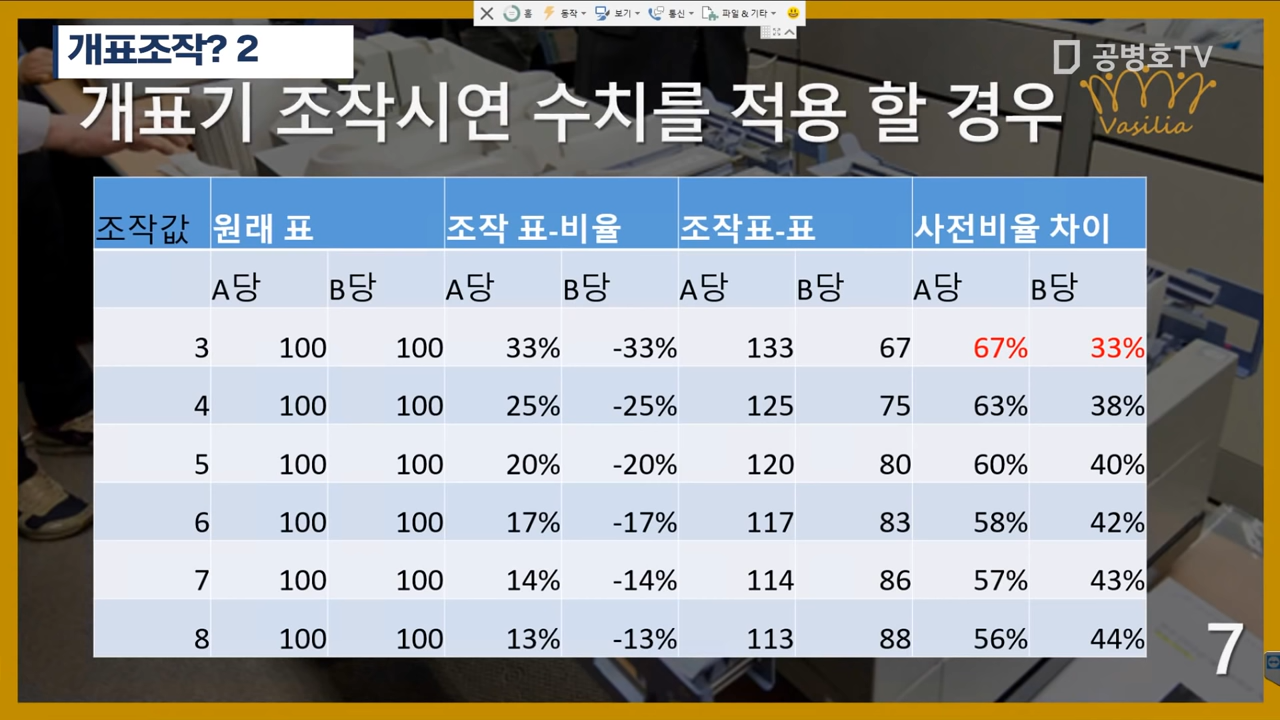 홈 동작 보기 통신 파일 & 기타
개표조작? 2
공병호TV
개표기 조작시연 수치를 적용 할 경우
Vasilia
조작값 원래 표 조작 표-비율 조작표-표 사전비율 차이
A당 B당 A당 B당 A당 B당 A당 B당
3 100 100 33% -33% 133 67 67% 33%
4 100 100 25% -25% 125 75 63% 38%
5 100 100 20% -20% 120 80 60% 40%
6 100 100 17% -17% 117 83 58% 42%
7 100 100 14% -14% 114 86 57% 43%
8 100 100 13% -13% 113 88 56% 44%
7